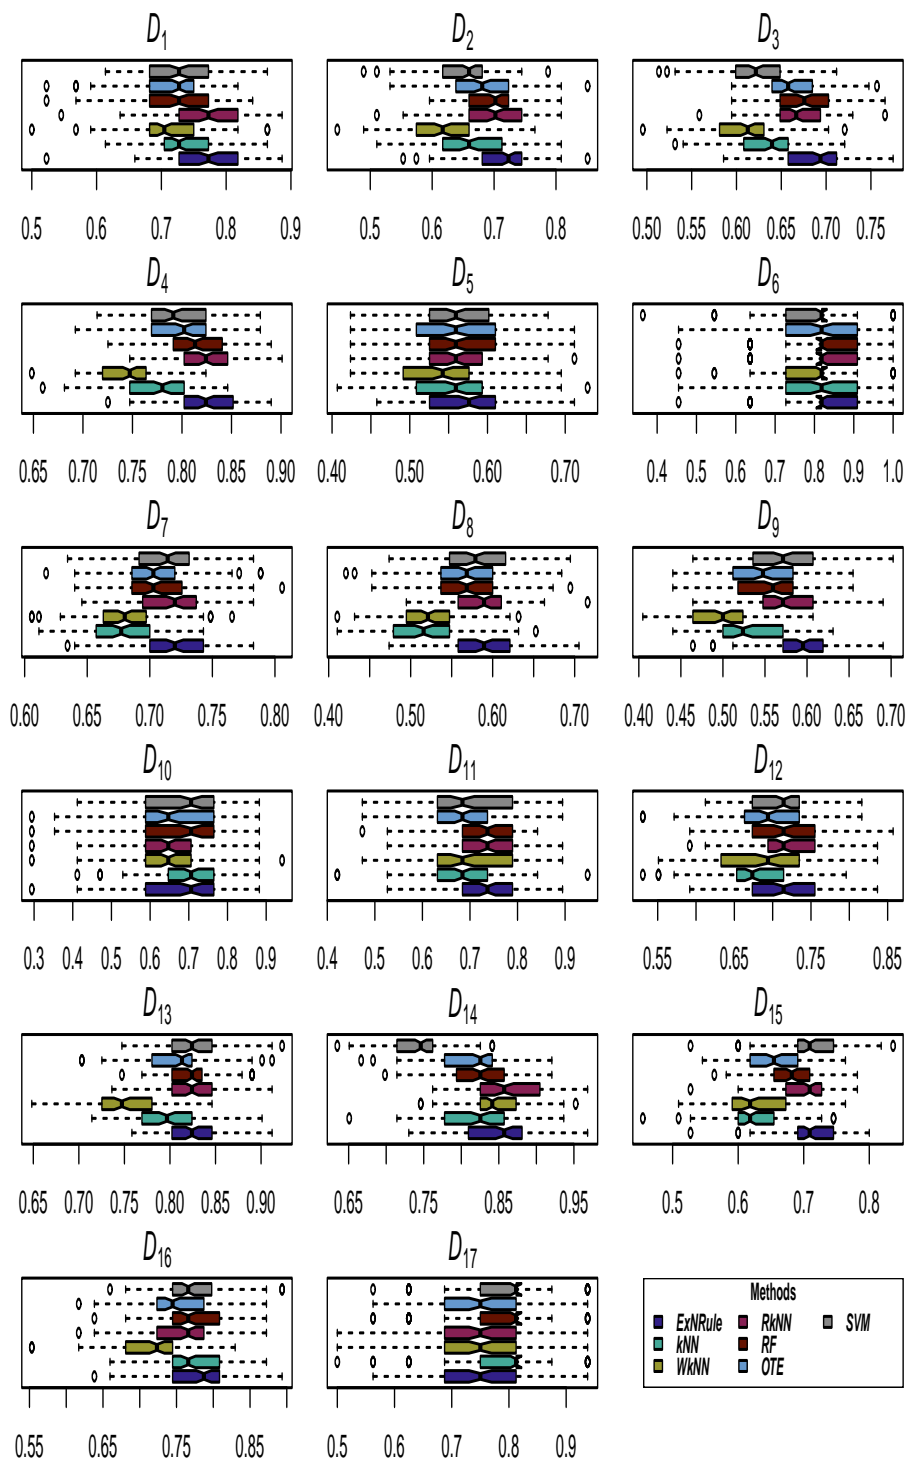 D1 D2 D3
0.5 0.6 0.7 0.8 0.9 0.5 0.6 0.7 0.8 0.50 0.55 0.60 0.65 0.70 0.75
D4 D5 D6
0.65 0.70 0.75 0.80 0.85 0.90 0.40 0.50 0.60 0.70 0.4 0.5 0.6 0.7 0.8 0.9 1.0
D7 D8 D9
0.60 0.65 0.70 0.75 0.80 0.40 0.50 0.60 0.70 0.40 0.45 0.50 0.55 0.60 0.65 0.70
D10 D11 D12
0.3 0.4 0.5 0.6 0.7 0.8 0.9 0.4 0.5 0.6 0.7 0.8 0.9 0.55 0.65 0.75 0.85
D13 D14 D15
0.65 0.70 0.75 0.80 0.85 0.90 0.65 0.75 0.85 0.95 0.5 0.6 0.7 0.8
D16 D17
Methods
ExNRule RkNN SVM
kNN RF
WkNN OTE
0.55 0.65 0.75 0.85 0.5 0.6 0.7 0.8 0.9